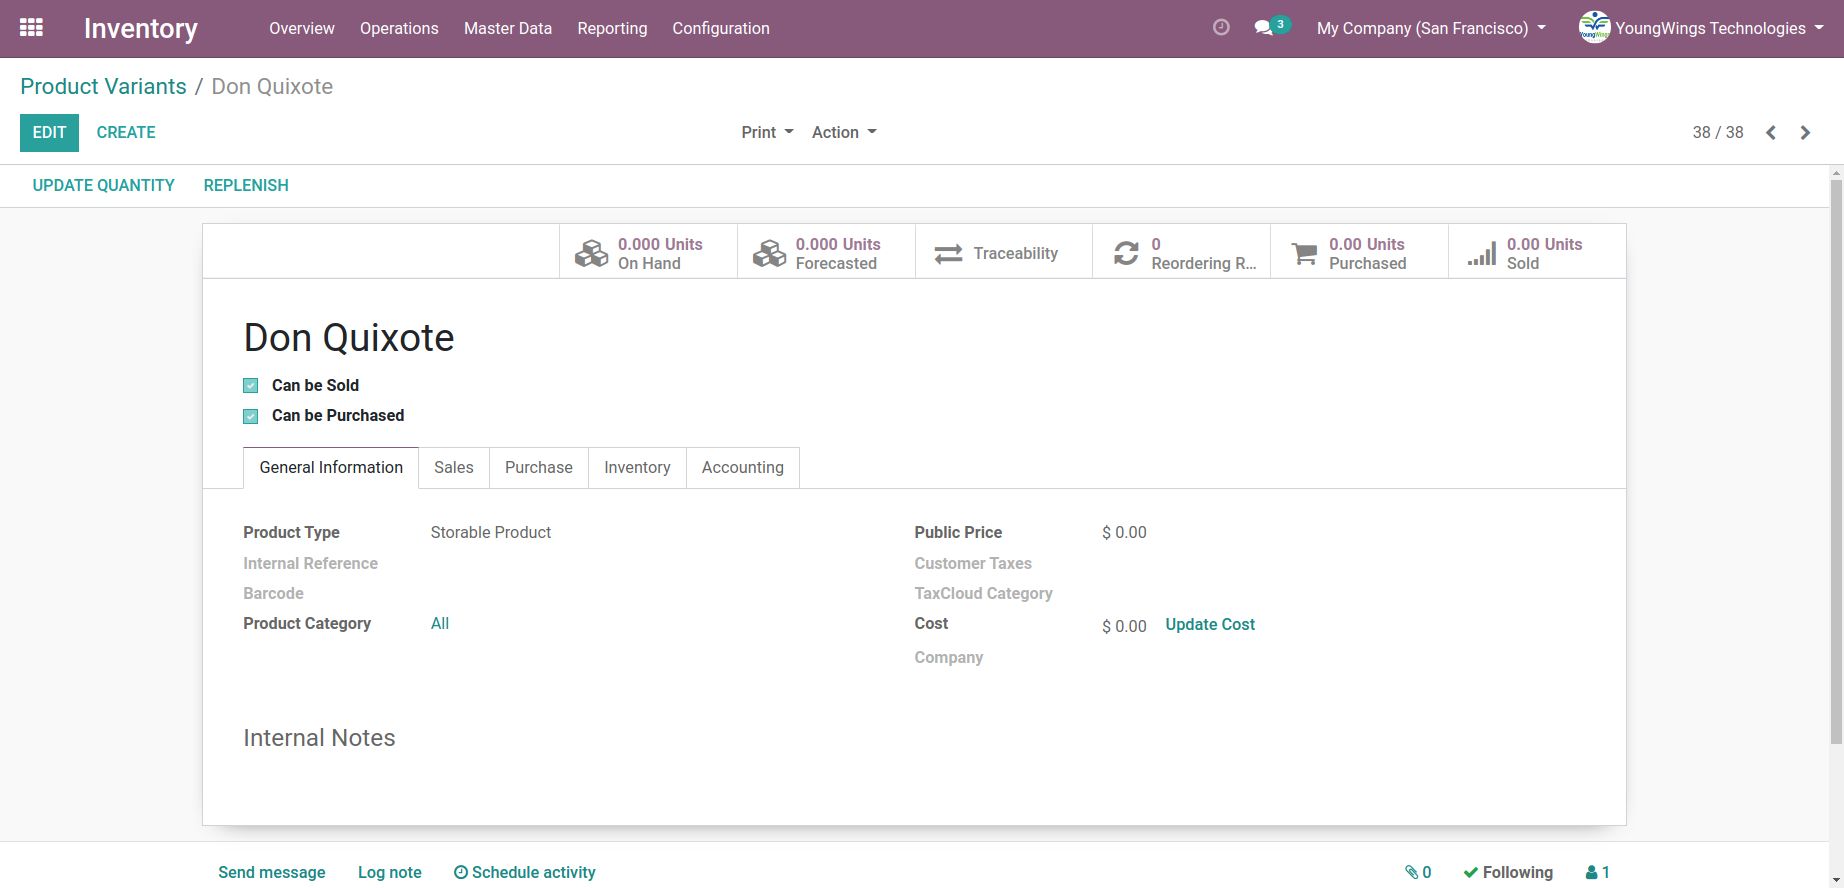 Inventory Overview Operations Master Data Reporting Configuration 3 My Company (San Francisco) YoungWings Technologies
Product Variants / Don Quixote
EDIT CREATE Print Action 38 / 38
UPDATE QUANTITY REPLENISH
0.000 Units On Hand
0.000 Units Forecasted
Traceability
0 Reordering R...
0.00 Units Purchased
0.00 Units Sold
Don Quixote
Can be Sold
Can be Purchased
General Information Sales Purchase Inventory Accounting
Product Type Storable Product
Internal Reference
Barcode
Product Category All
Public Price $ 0.00
Customer Taxes
TaxCloud Category
Cost $ 0.00 Update Cost
Company
Internal Notes
Send message Log note Schedule activity 0 Following 1